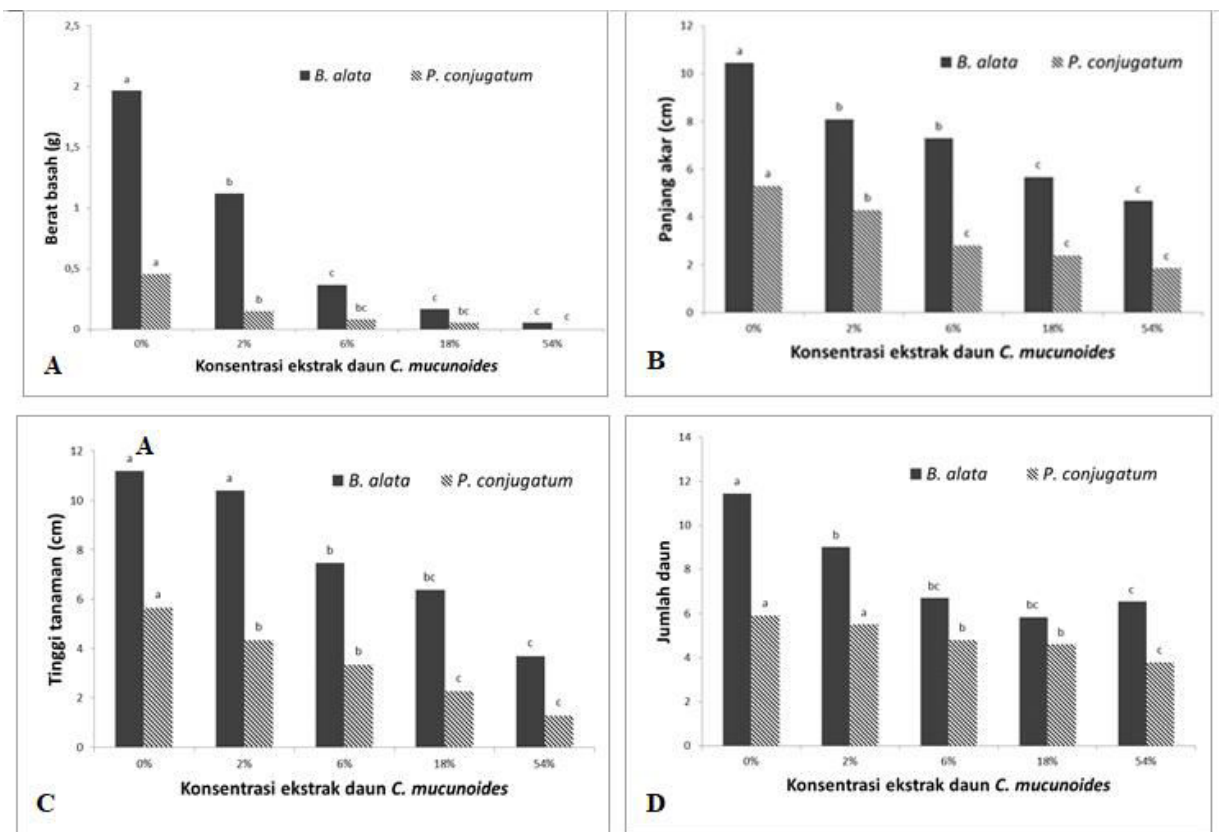 2,5
B. alata P. conjugatum
a
2
1,5
b
1
0,5
a
b
c
bc
c
bc
c c
0
0% 2% 6% 18% 54%
Berat basah (g)
Konsentrasi ekstrak daun C. mucunoides
A
12
B. alata P. conjugatum
a
10
b
8
b
6
a
c
c
b
4
c
c
c
2
0
0% 2% 6% 18% 54%
Panjang akar (cm)
Konsentrasi ekstrak daun C. mucunoides
B
A
12
a
a
B. alata P. conjugatum
10
8
b
bc
6
a
b
c
4
b
c
2
c
0
0% 2% 6% 18% 54%
Tinggi tanaman (cm)
Konsentrasi ekstrak daun C. mucunoides
C
14
B. alata P. conjugatum
12
a
10
b
8
bc
c
bc
6
a
a
b
b
4
c
2
0
0% 2% 6% 18% 54%
Jumlah daun
Konsentrasi ekstrak daun C. mucunoides
D